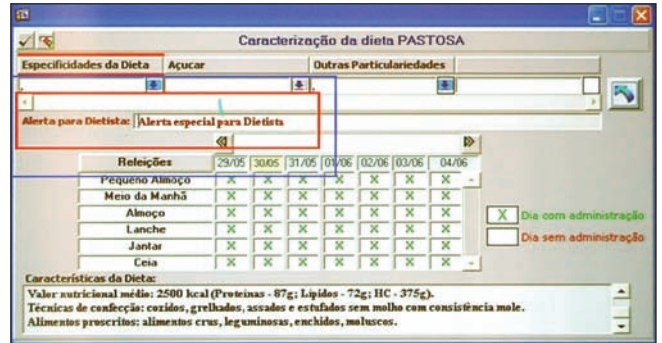 Caracterização da dieta PASTOSA
Especificidades da Dieta Açucar Outras Particulariedades
Alerta para Dietista: Alerta especial para Dietista
Releições 29/05 30/05 31/05 01/06 02/06 03/06 04/06
Pequeno Almoço X X X X X X X
Meio da Manhã X X X X X X X
Almoço X X X X X X X
Lanche X X X X X X X
Jantar X X X X X X X
Ceia X X X X X X X
X Dia com administração
Dia sem administração
Características da Dieta:
Valor nutricional médio: 2500 kcal (Proteínas - 87g; Lípidos - 72g; HC - 375g).
Técnicas de confecção: cozidos, grelhados, assados e estufados sem molho com consistência mole.
Alimentos proscritos: alimentos crus, leguminosas, enchidos, moluscos.